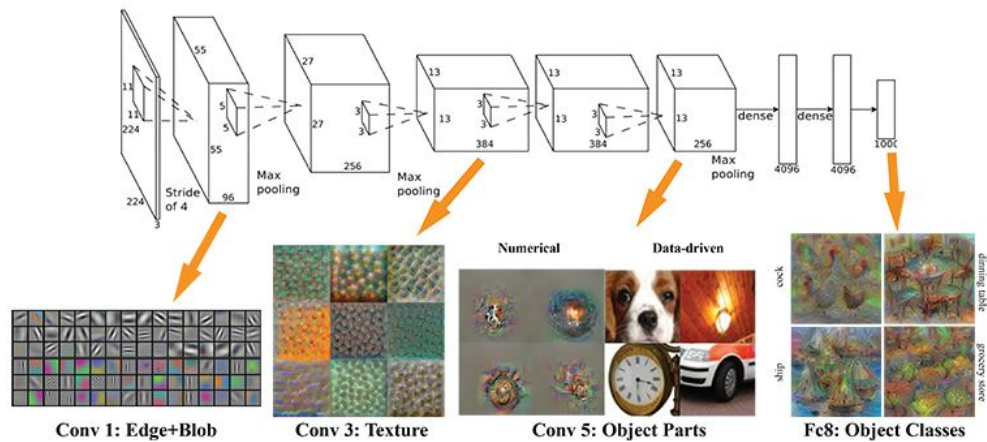 55
27
13
13
13
11
11
5
5
3
3
3
3
3
3
224
55
27
13
13
13
dense
dense
384
384
256
1000
256
Max
pooling
4096
4096
Max
pooling
Max
pooling
96
Stride
of 4
224
3
Numerical
Data-driven
cock
dinning table
ship
grocery store
Conv 1: Edge+Blob
Conv 3: Texture
Conv 5: Object Parts
Fc8: Object Classes